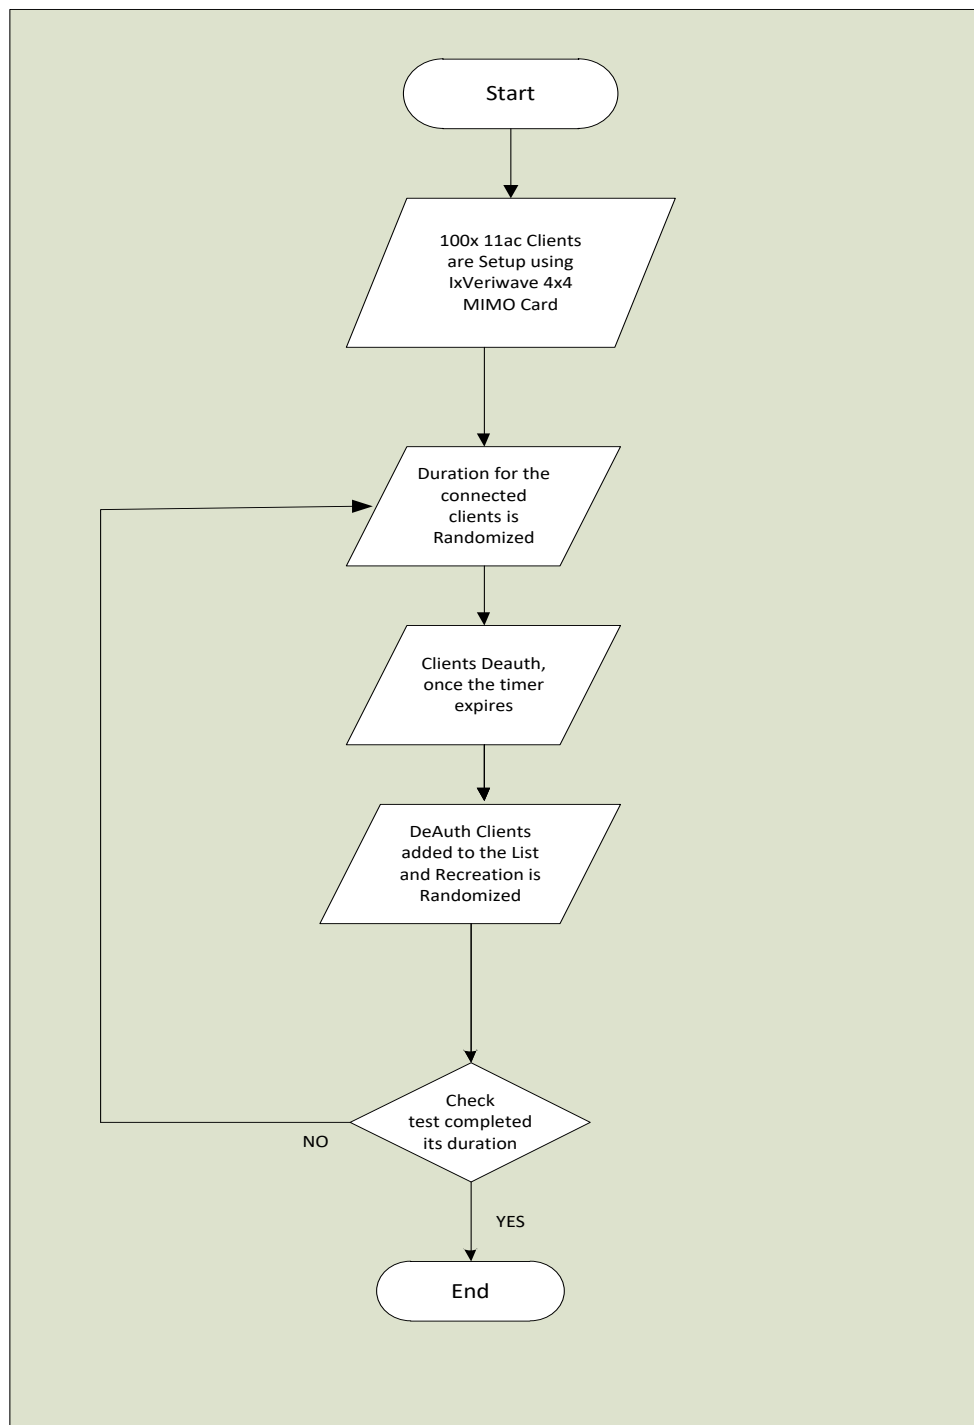 Start
100x 11ac Clients
are Setup using
IxVeriwave 4x4
MIMO Card
Duration for the
connected
clients is
Randomized
Clients Deauth,
once the timer
expires
DeAuth Clients
added to the List
and Recreation is
Randomized
Check
test completed
its duration
NO
YES
End